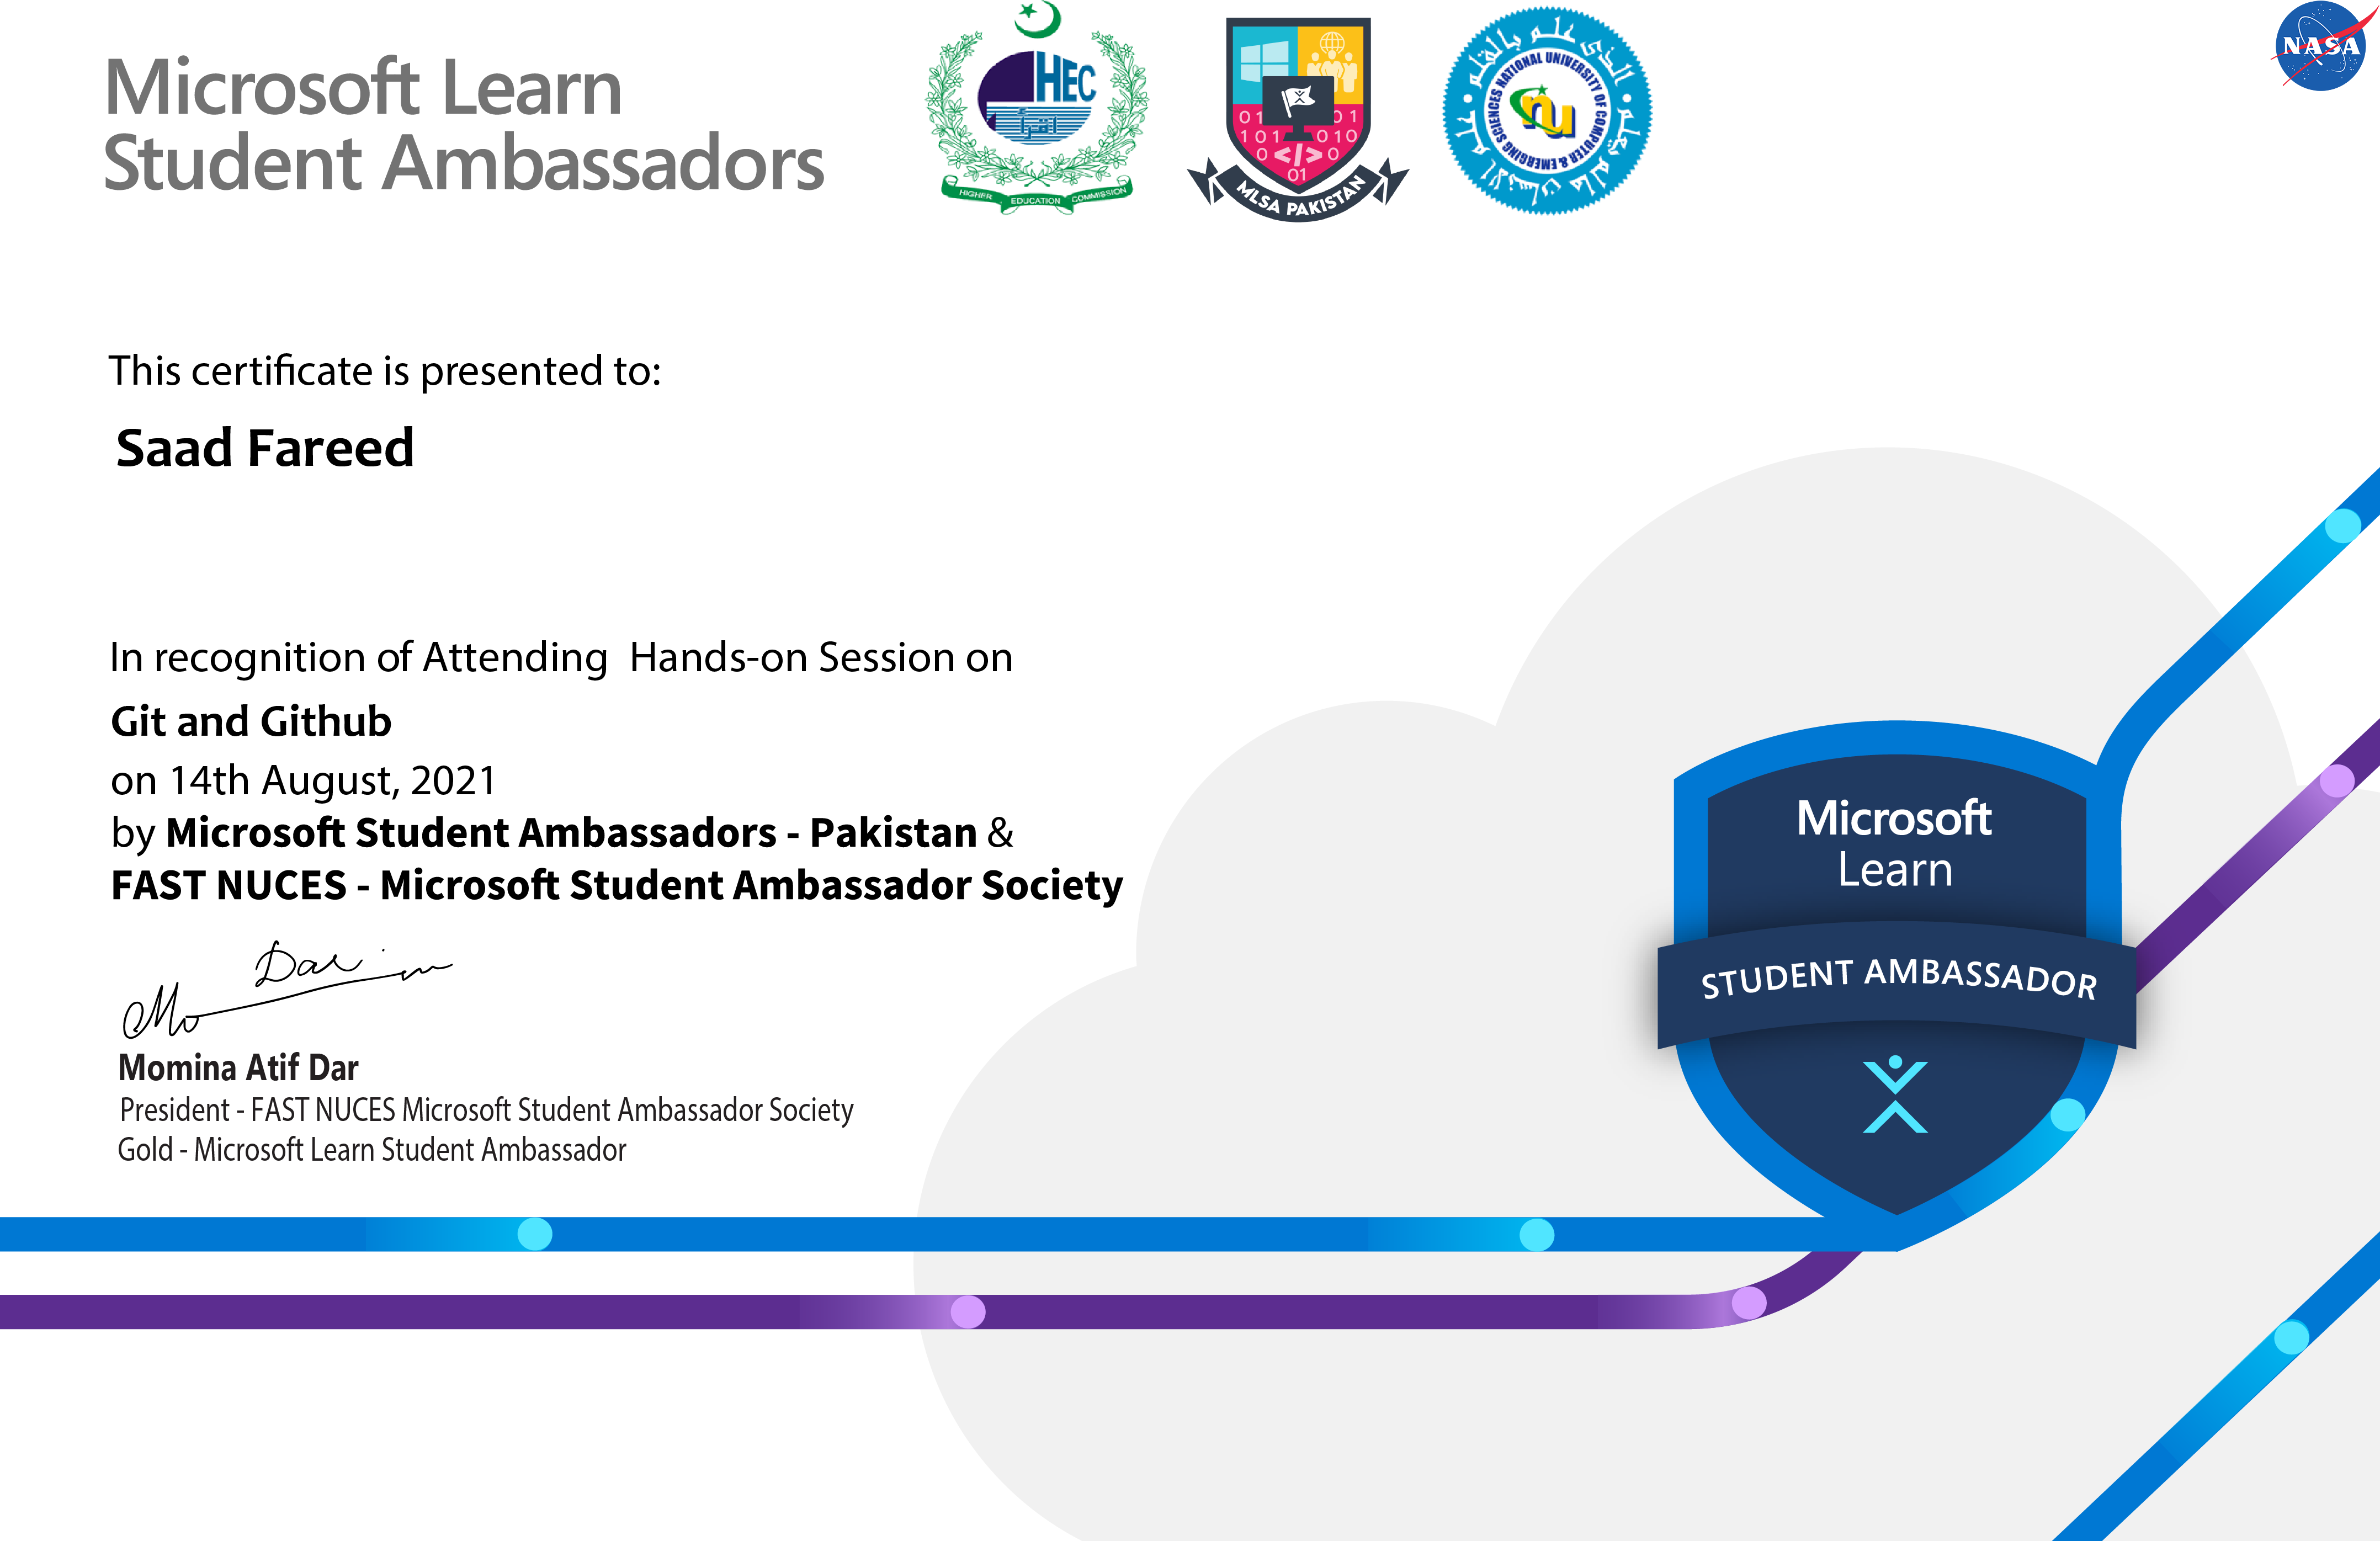 Microsoft Learn
Student Ambassadors
HEC
اقرأ
HIGHER EDUCATION COMMISSION
01 01
101 010
0 </> 0
01
MLSA PAKISTAN
NATIONAL UNIVERSITY OF COMPUTER & EMERGING SCIENCES
nu
NASA
This certificate is presented to:
Saad Fareed
In recognition of Attending  Hands-on Session on
Git and Github
on 14th August, 2021
by Microsoft Student Ambassadors - Pakistan &
FAST NUCES - Microsoft Student Ambassador Society
Momina Atif Dar
President - FAST NUCES Microsoft Student Ambassador Society
Gold - Microsoft Learn Student Ambassador
Microsoft
Learn
STUDENT AMBASSADOR